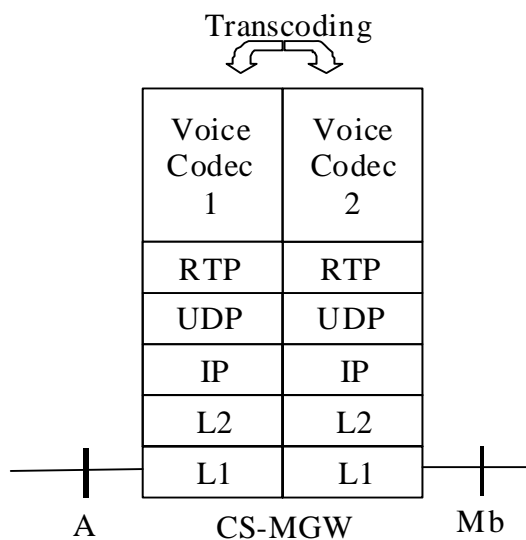 Transcoding
Voice Codec 1
Voice Codec 2
RTP RTP
UDP UDP
IP IP
L2 L2
L1 L1
A CS-MGW Mb